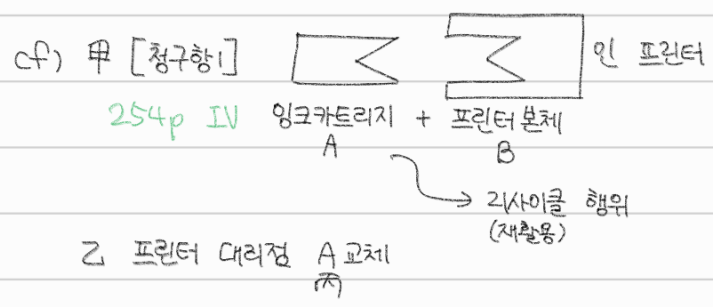 cf) 甲 [청구항1] 인 프린터
254p IV 잉크카트리지 + 프린터 본체
A B
리사이클 행위
(재활용)
乙 프린터 대리점 A 교체
丙